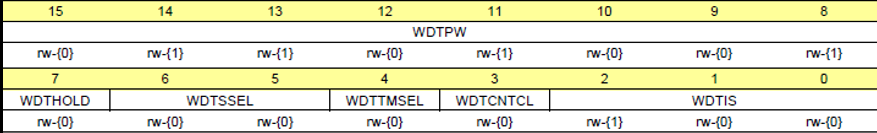 15 14 13 12 11 10 9 8
WDTPW
rw-{0} rw-{1} rw-{1} rw-{0} rw-{1} rw-{0} rw-{0} rw-{1}
7 6 5 4 3 2 1 0
WDTHOLD WDTSSEL WDTTMSEL WDTCNTCL WDTIS
rw-{0} rw-{0} rw-{0} rw-{0} rw-{0} rw-{1} rw-{0} rw-{0}